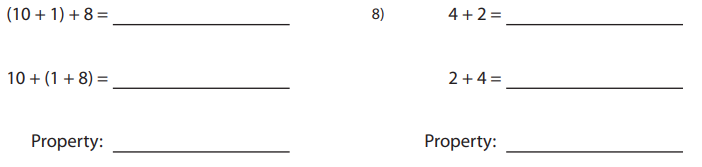 (10 + 1) + 8 =
10 + (1 + 8) =
Property:
8) 4 + 2 =
2 + 4 =
Property: